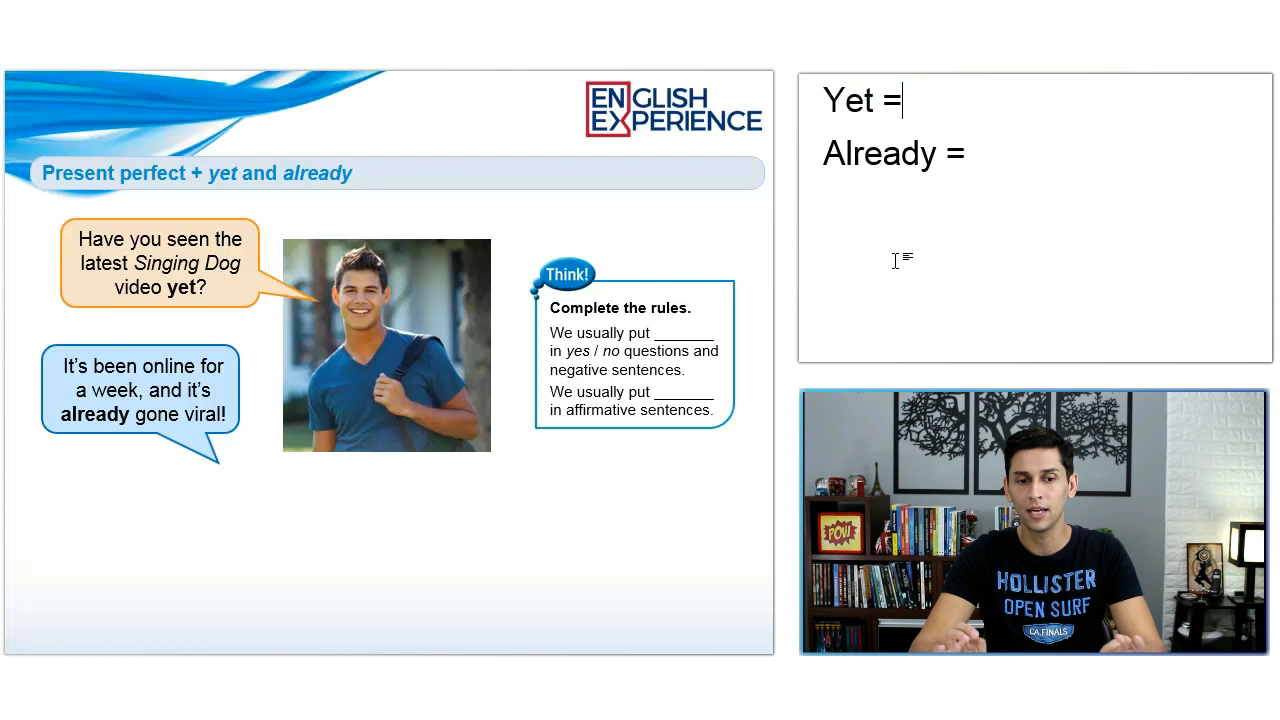 ENGLISH
EXPERIENCE
Present perfect + yet and already
Have you seen the
latest Singing Dog
video yet?
It's been online for
a week, and it's
already gone viral!
Think!
Complete the rules.
We usually put _______
in yes / no questions and
negative sentences.
We usually put _______
in affirmative sentences.
Yet =
Already =
POW
HOLLISTER
OPEN SURF
CA.FINALS